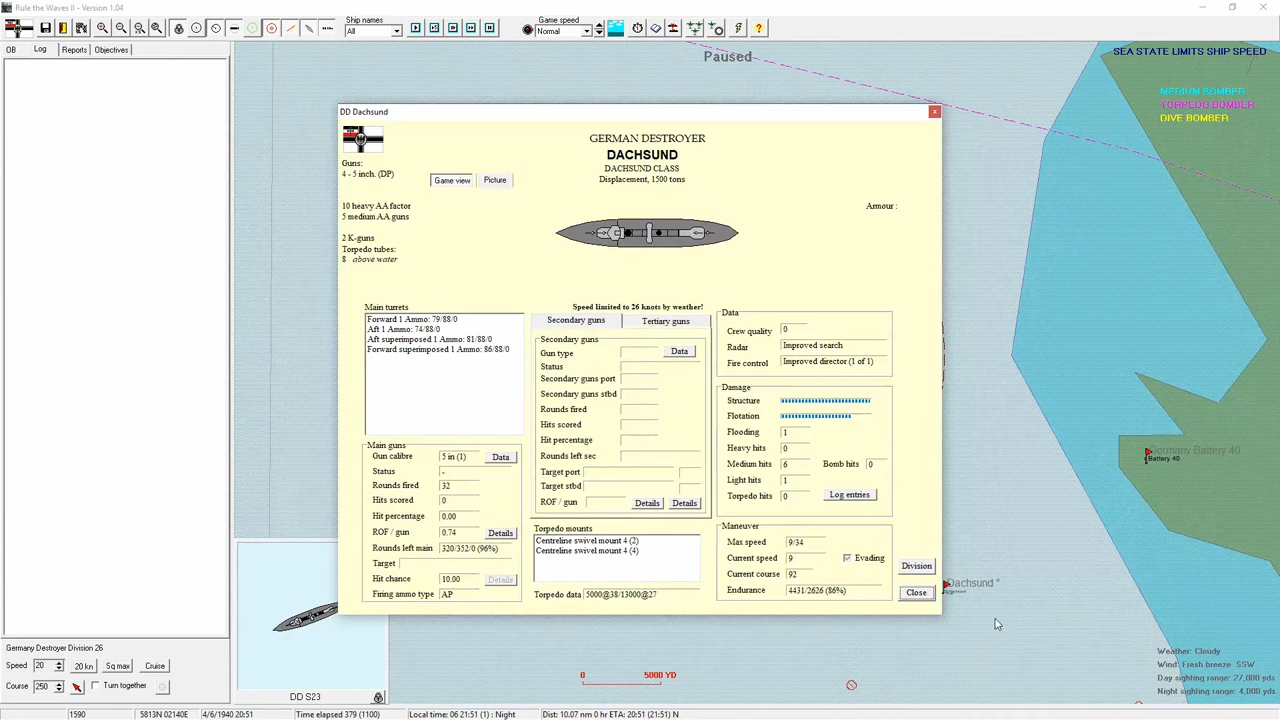 Rule the Waves II - Version 1.04
Ship names
All
Game speed
Normal
OB
Log
Reports
Objectives
Paused
SEA STATE LIMITS SHIP SPEED
MEDIUM BOMBER
TORPEDO BOMBER
DIVE BOMBER
DD Dachsund
x
GERMAN DESTROYER
DACHSUND
DACHSUND CLASS
Displacement, 1500 tons
Guns:
4 - 5 inch. (DP)
Game view
Picture
10 heavy AA factor
5 medium AA guns
Armour :
2 K-guns
Torpedo tubes:
8 above water
Speed limited to 26 knots by weather!
Main turrets
Forward 1 Ammo: 79/88/0
Aft 1 Ammo: 74/88/0
Aft superimposed 1 Ammo: 81/88/0
Forward superimposed 1 Ammo: 86/88/0
Secondary guns
Tertiary guns
Secondary guns
Gun type
Data
Status
Secondary guns port
Secondary guns stbd
Rounds fired
Hits scored
Hit percentage
Rounds left sec
Target port
Target stbd
ROF / gun
Details
Details
Data
Crew quality 0
Radar Improved search
Fire control Improved director (1 of 1)
Damage
Structure
Flotation
Flooding 1
Heavy hits 0
Medium hits 6
Bomb hits 0
Light hits 1
Torpedo hits 0
Log entries
Main guns
Gun calibre 5 in (1)
Data
Status -
Rounds fired 32
Hits scored 0
Hit percentage 0.00
ROF / gun 0.74
Details
Rounds left main 320/352/0 (96%)
Target
Hit chance 10.00
Details
Firing ammo type AP
Torpedo mounts
Centreline swivel mount 4 (2)
Centreline swivel mount 4 (4)
Torpedo data 5000@38/13000@27
Maneuver
Max speed 9/34
Current speed 9
Evading
Current course 92
Endurance 4431/2626 (86%)
Division
Close
Germany Battery 40
Battery 40
Dachsund *
Germany Destroyer Division 26
Speed 20
20 kn
Sq max
Cruise
Course 250
Turn together
DD S23
0
5000 YD
Weather: Cloudy
Wind: Fresh breeze SSW
Day sighting range: 27,000 yds
Night sighting range: 4,000 yds
1590
5813N 02140E
4/6/1940 20:51
Time elapsed 379 (1100)
Local time: 06:21:51 (1) : Night
Dist: 10.07 nm 0 hr ETA: 20:51 (21:51) N